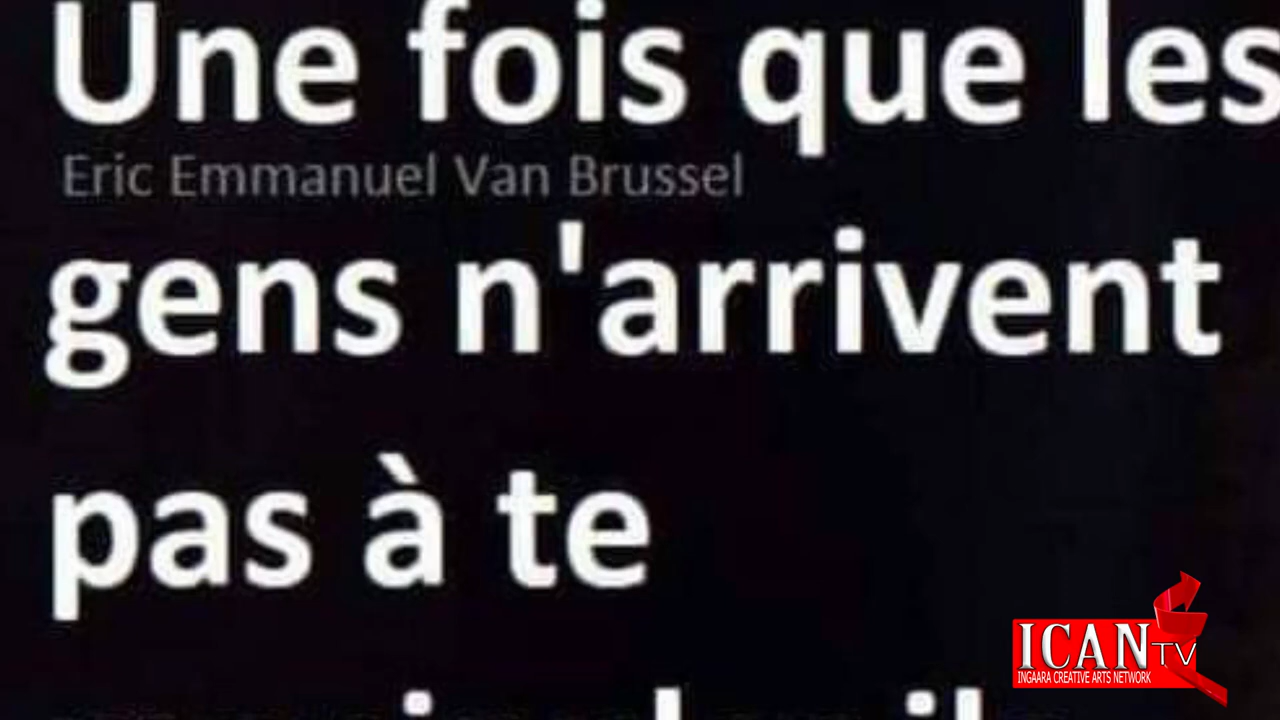 Une fois que les
Eric Emmanuel Van Brussel
gens n'arrivent
pas à te
ICAN TV
INGAARA CREATIVE ARTS NETWORK